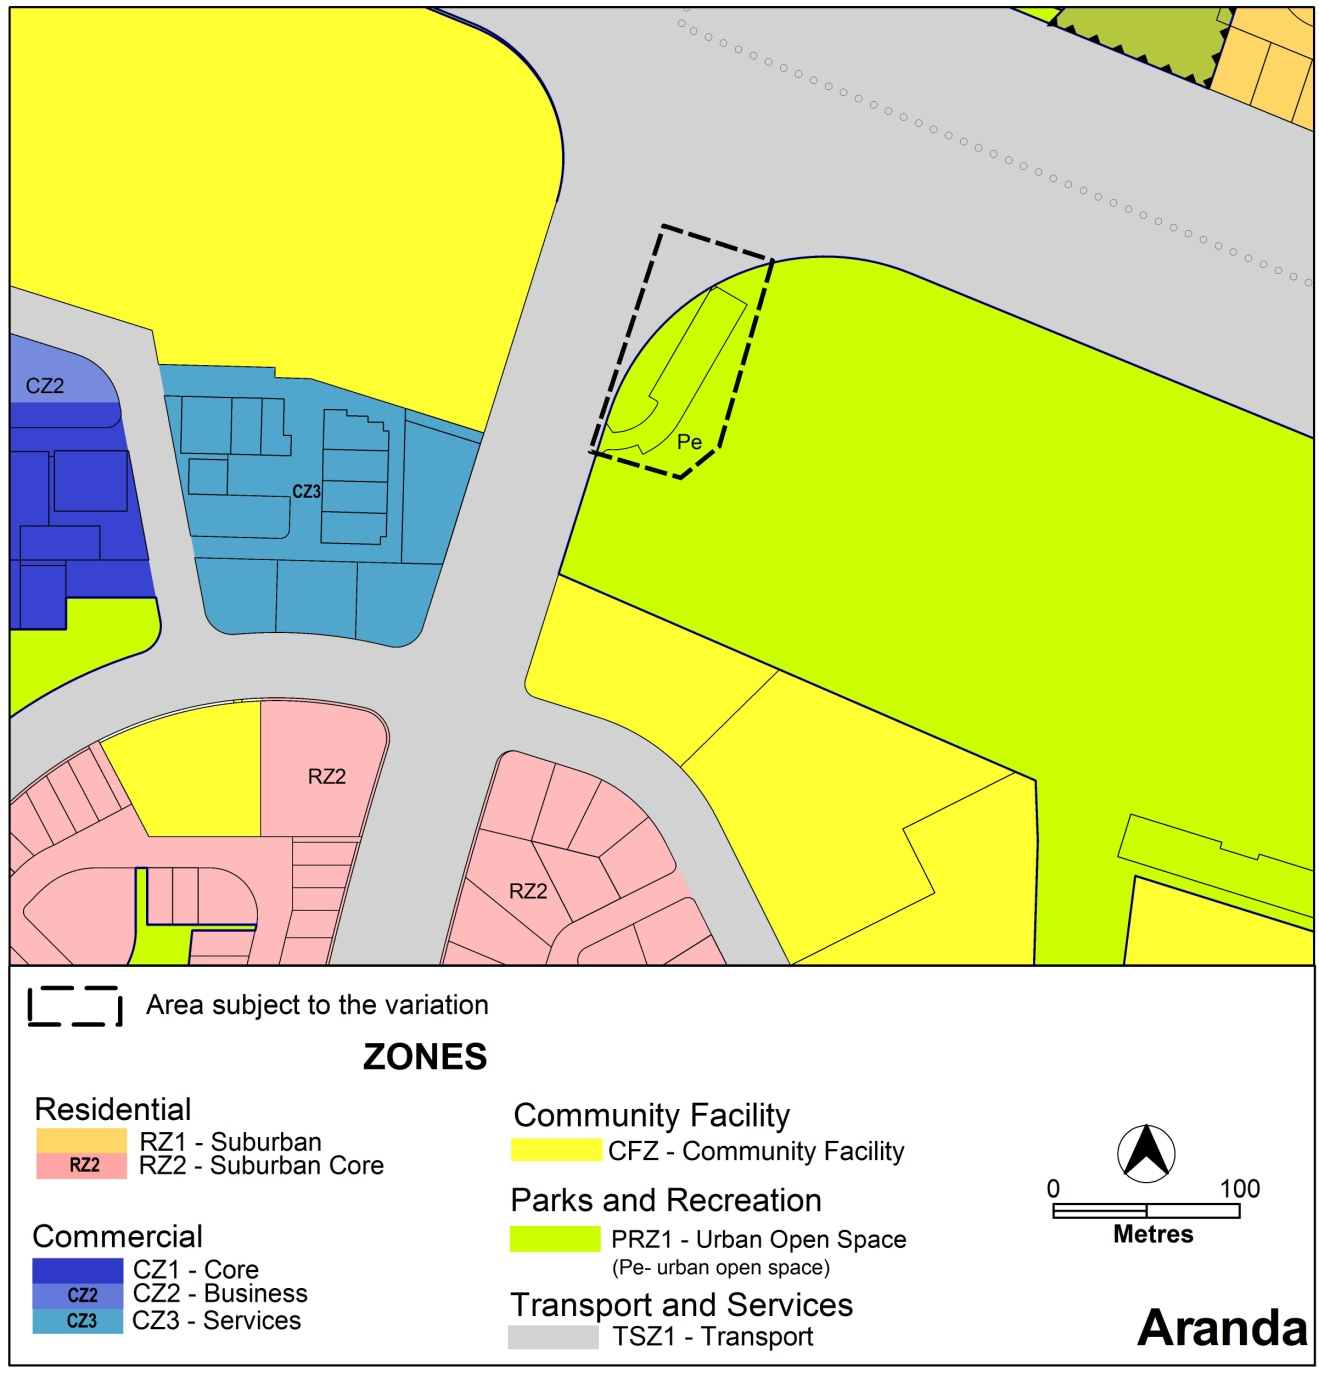 CZ2
CZ3
Pe
RZ2
RZ2
Area subject to the variation
ZONES
Residential
RZ1 - Suburban
RZ2
RZ2 - Suburban Core
Commercial
CZ1 - Core
CZ2
CZ2 - Business
CZ3
CZ3 - Services
Community Facility
CFZ - Community Facility
Parks and Recreation
PRZ1 - Urban Open Space
(Pe- urban open space)
Transport and Services
TSZ1 - Transport
0 100
Metres
Aranda